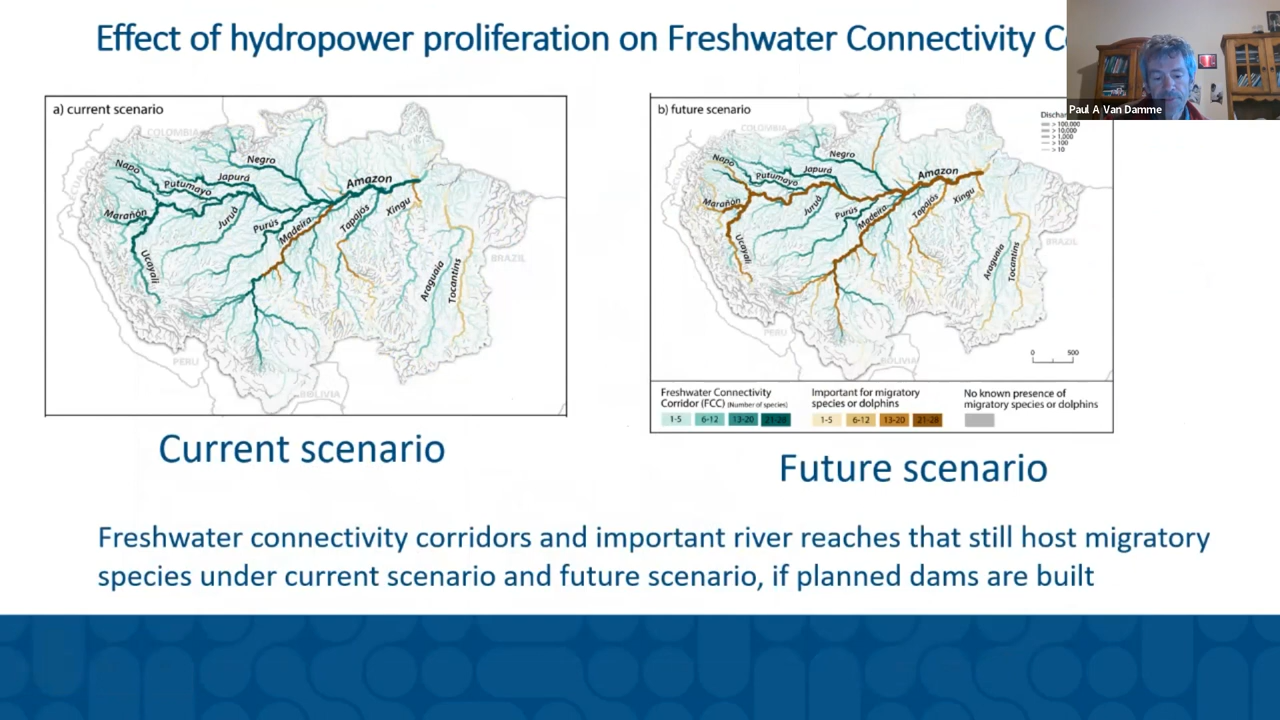 Effect of hydropower proliferation on Freshwater Connectivity
Paul A Van Damme
a) current scenario
COLOMBIA
Napo
Negro
Japurá
Putumayo
Amazon
Marañón
Juruá
Purús
Madeira
Tapajós
Xingu
Ucayali
Araguaia
Tocantins
BRAZIL
PERU
BOLIVIA
b) future scenario
COLOMBIA
> 100,000
> 10,000
> 1,000
> 100
> 10
Napo
Negro
Japurá
Putumayo
Amazon
Marañón
Juruá
Purús
Madeira
Tapajós
Xingu
Ucayali
Araguaia
Tocantins
BRAZIL
PERU
BOLIVIA
0 500
Freshwater Connectivity
Corridor (FCC) (Number of species)
1-5 6-12 13-20 21-28
Important for migratory
species or dolphins
1-5 6-12 13-20 21-28
No known presence of
migratory species or dolphins
Current scenario
Future scenario
Freshwater connectivity corridors and important river reaches that still host migratory
species under current scenario and future scenario, if planned dams are built